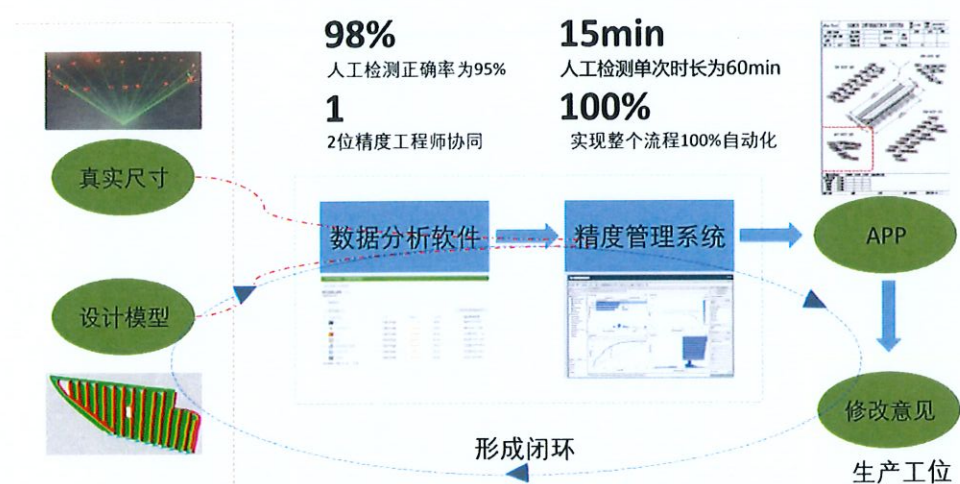 98%
人工检测正确率为95%
1
2位精度工程师协同
15min
人工检测单次时长为60min
100%
实现整个流程100%自动化
真实尺寸
数据分析软件
精度管理系统
APP
设计模型
修改意见
形成闭环
生产工位